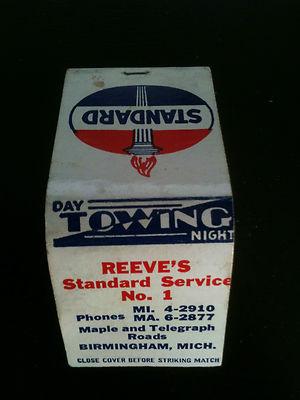 STANDARD
DAY
TOWING
NIGHT
REEVE'S
Standard Service
No. 1
Phones MI. 4-2910
MA. 6-2877
Maple and Telegraph
Roads
BIRMINGHAM, MICH.
CLOSE COVER BEFORE STRIKING MATCH